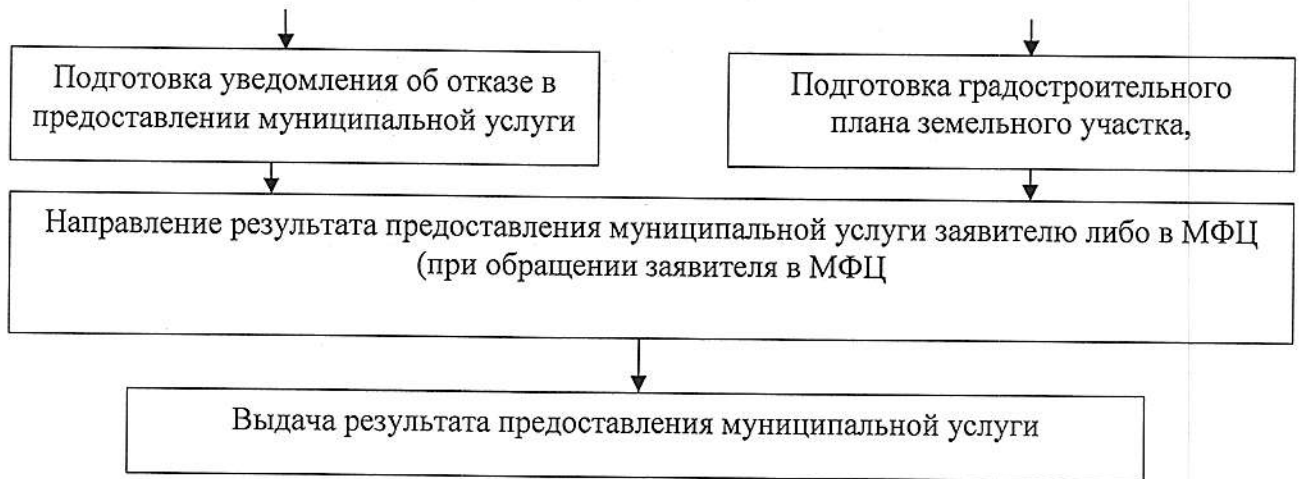 Подготовка уведомления об отказе в
предоставлении муниципальной услуги
Подготовка градостроительного
плана земельного участка,
Направление результата предоставления муниципальной услуги заявителю либо в МФЦ
(при обращении заявителя в МФЦ
Выдача результата предоставления муниципальной услуги